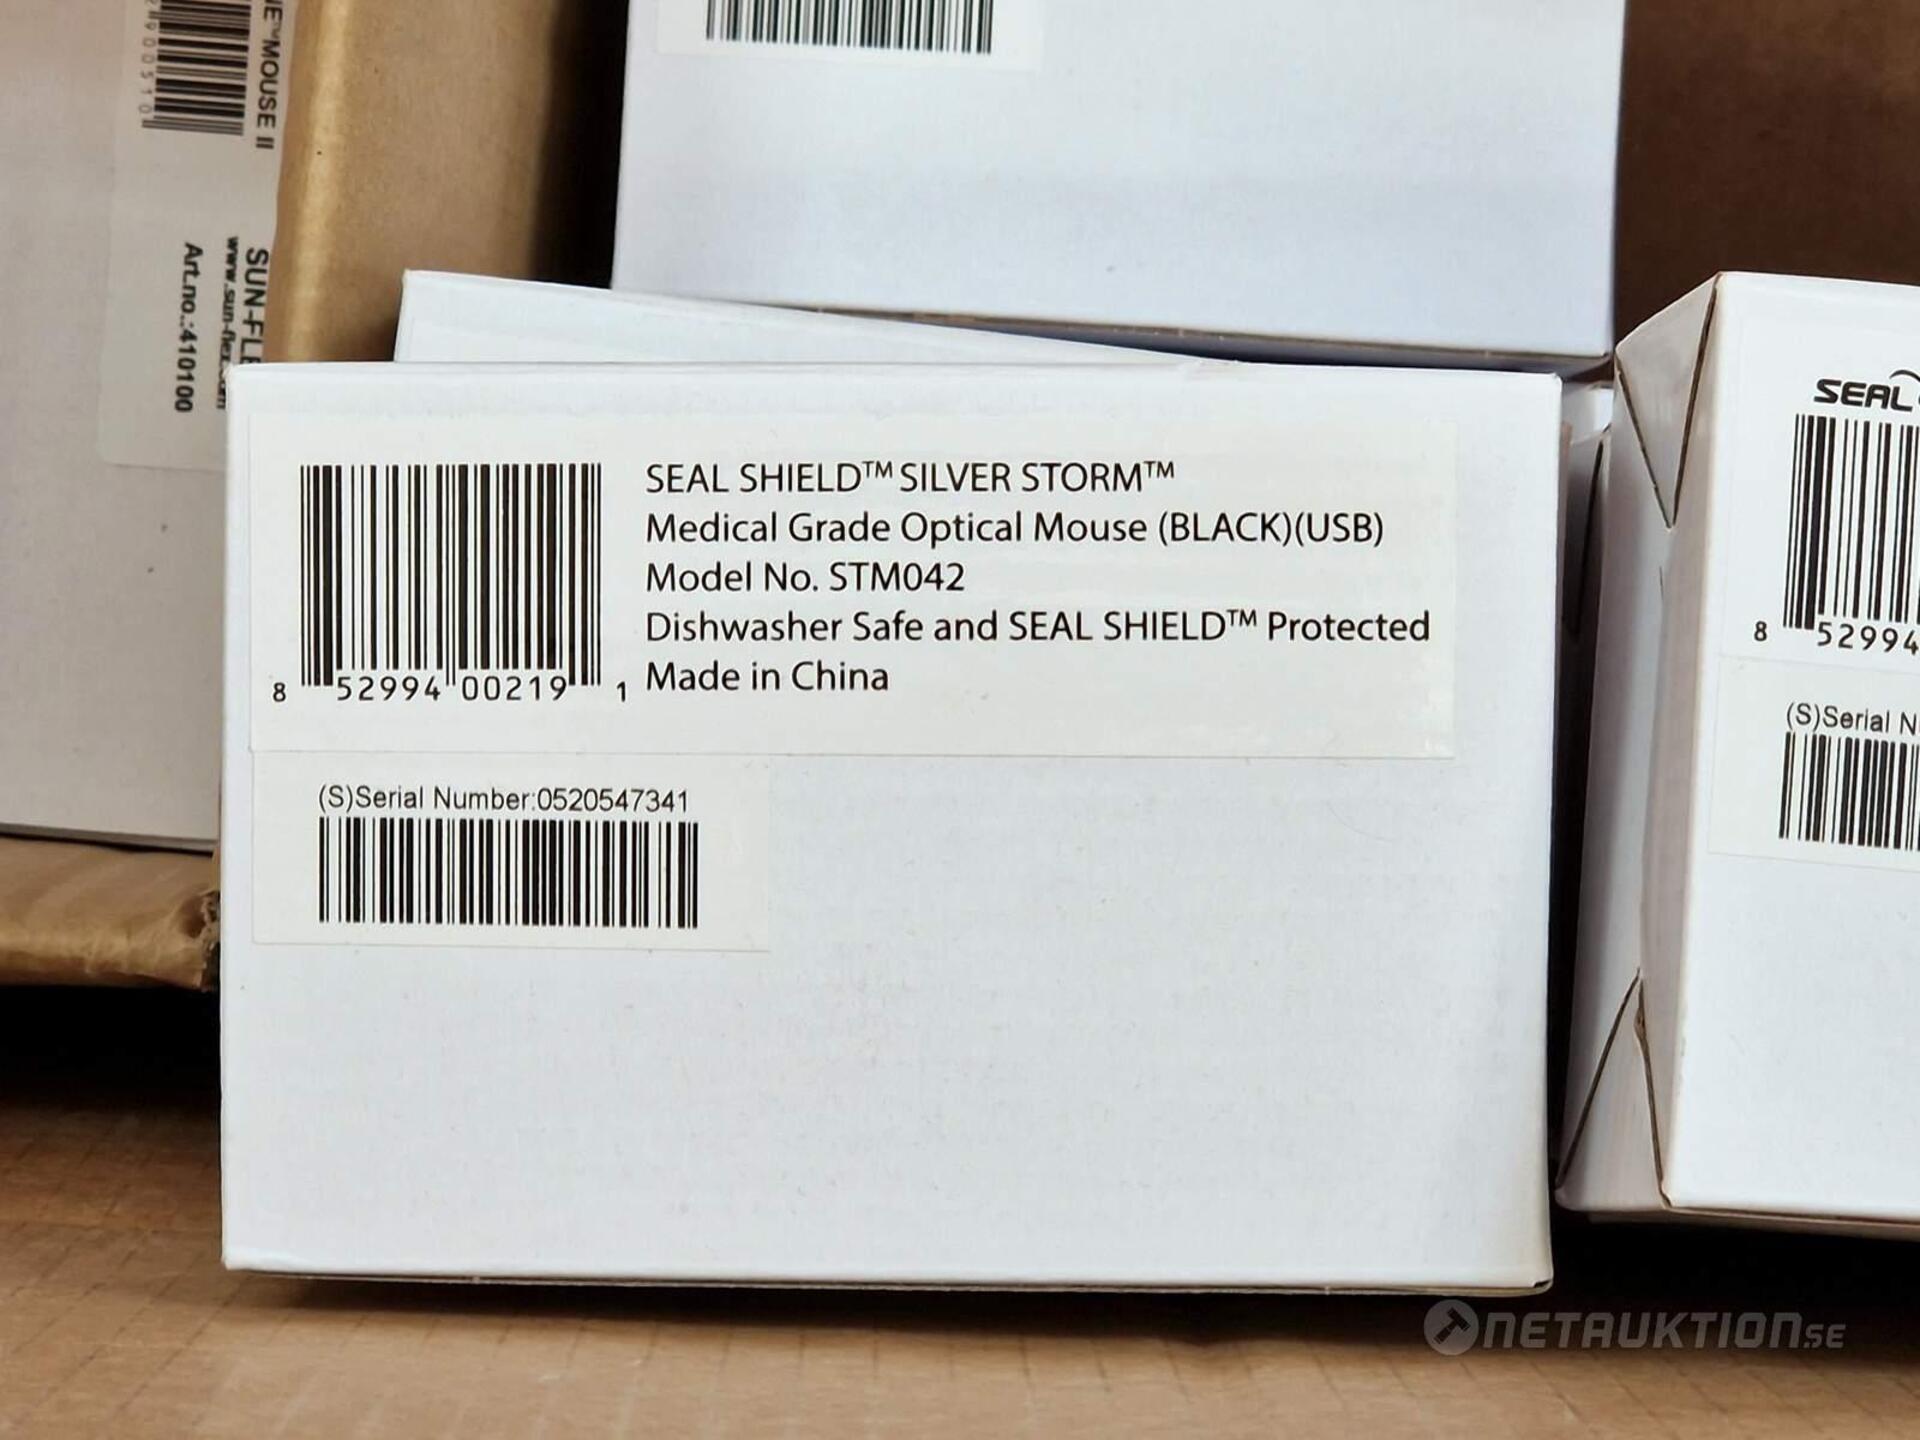 MOUSE II
Art.no.:410100
SEAL SHIELD™ SILVER STORM™
Medical Grade Optical Mouse (BLACK)(USB)
Model No. STM042
Dishwasher Safe and SEAL SHIELD™ Protected
Made in China
8 52994 00219 1
(S)Serial Number:0520547341
SEAL
8 52994
(S)Serial
NETAUKTION.SE